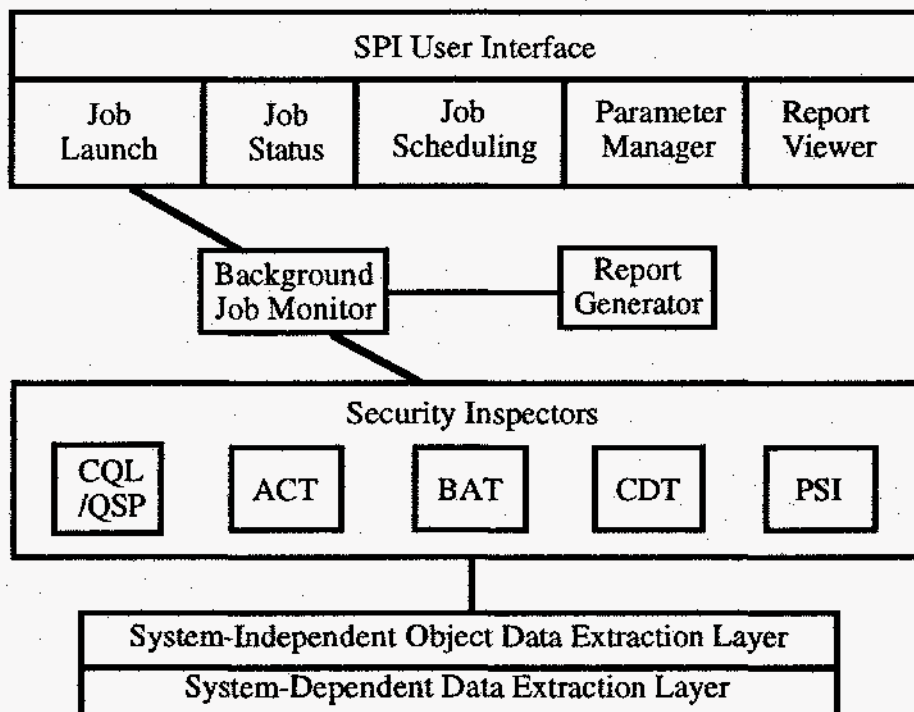 SPI User Interface
Job
Launch
Job
Status
Job
Scheduling
Parameter
Manager
Report
Viewer
Background
Job Monitor
Report
Generator
Security Inspectors
CQL
/QSP
ACT
BAT
CDT
PSI
System-Independent Object Data Extraction Layer
System-Dependent Data Extraction Layer